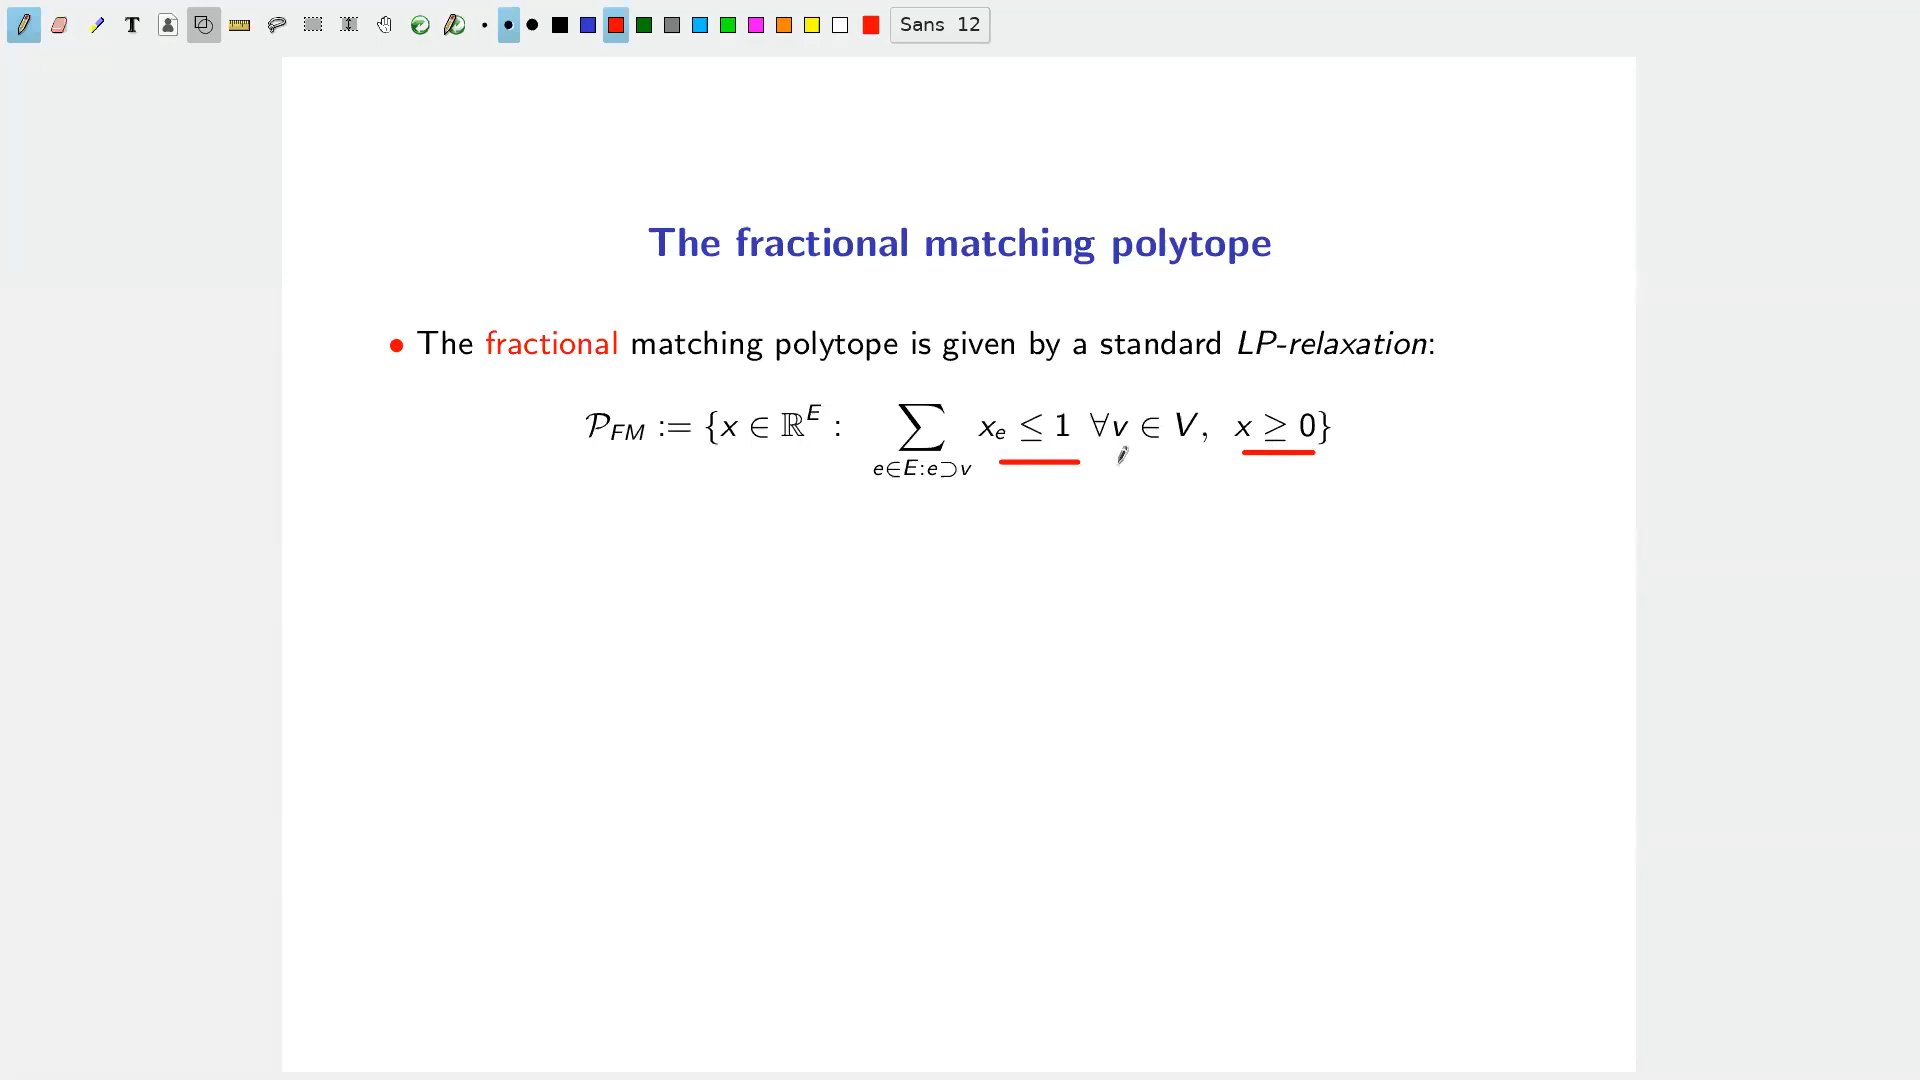 T Sans 12
The fractional matching polytope
• The fractional matching polytope is given by a standard LP-relaxation:
𝒫_FM := {x ∈ ℝ^E : ∑_{e∈E:e⊃v} x_e ≤ 1 ∀v ∈ V, x ≥ 0}